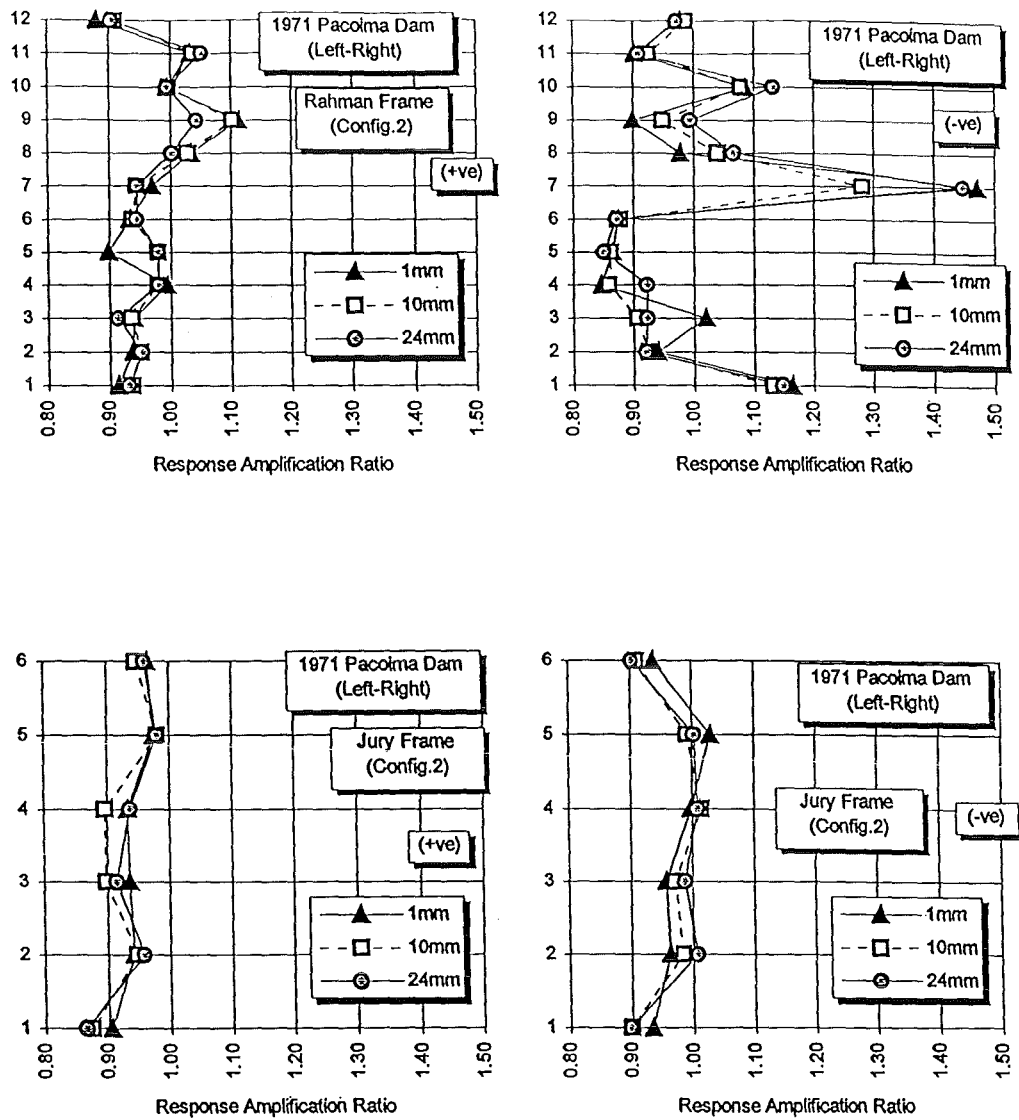 12
11
10
9
8
7
6
5
4
3
2
1
1971 Pacoima Dam
(Left-Right)
Rahman Frame
(Config.2)
(+ve)
1mm
10mm
24mm
0.80
0.90
1.00
1.10
1.20
1.30
1.40
1.50
Response Amplification Ratio
12
11
10
9
8
7
6
5
4
3
2
1
1971 Pacoima Dam
(Left-Right)
(-ve)
1mm
10mm
24mm
0.80
0.90
1.00
1.10
1.20
1.30
1.40
1.50
Response Amplification Ratio
6
5
4
3
2
1
1971 Pacoima Dam
(Left-Right)
Jury Frame
(Config.2)
(+ve)
1mm
10mm
24mm
0.80
0.90
1.00
1.10
1.20
1.30
1.40
1.50
Response Amplification Ratio
6
5
4
3
2
1
1971 Pacoima Dam
(Left-Right)
Jury Frame
(Config.2)
(-ve)
1mm
10mm
24mm
0.80
0.90
1.00
1.10
1.20
1.30
1.40
1.50
Response Amplification Ratio